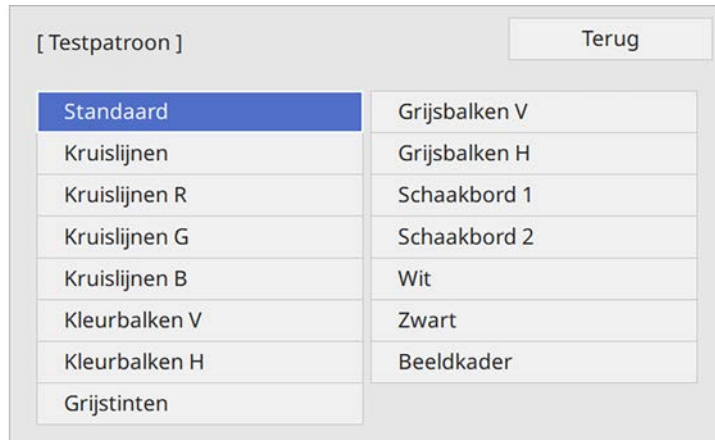 [ Testpatroon ]
Terug
Standaard
Kruislijnen
Kruislijnen R
Kruislijnen G
Kruislijnen B
Kleurbalken V
Kleurbalken H
Grijstinten
Grijsbalken V
Grijsbalken H
Schaakbord 1
Schaakbord 2
Wit
Zwart
Beeldkader